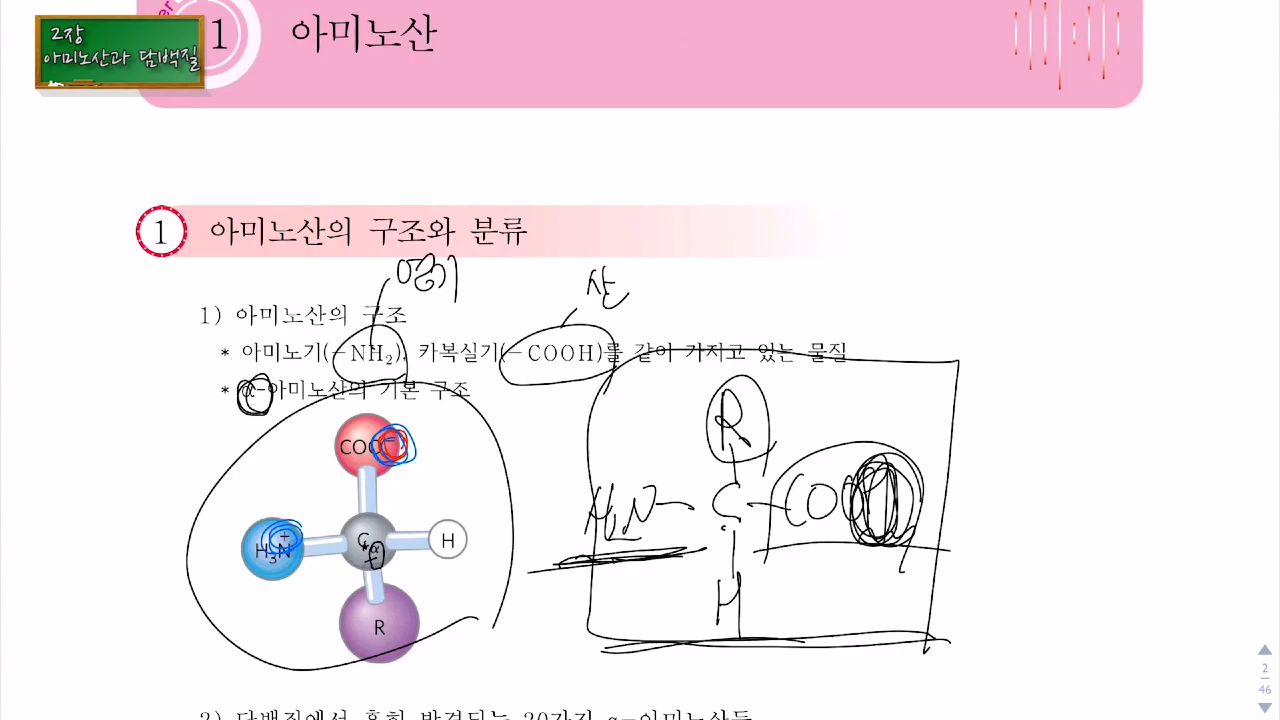 2장
아미노산과 단백질
1 아미노산
1 아미노산의 구조와 분류
염기
산
1) 아미노산의 구조
* 아미노기(-NH₂), 카복실기(-COOH)를 같이 가지고 있는 물질
* α-아미노산의 기본 구조
COO⁻
H₃N⁺
Cα
H
R
R
H₂N-C-COO
H
2) 단백질에서 흔히 발견되는 20가지 α-아미노산들
2
46